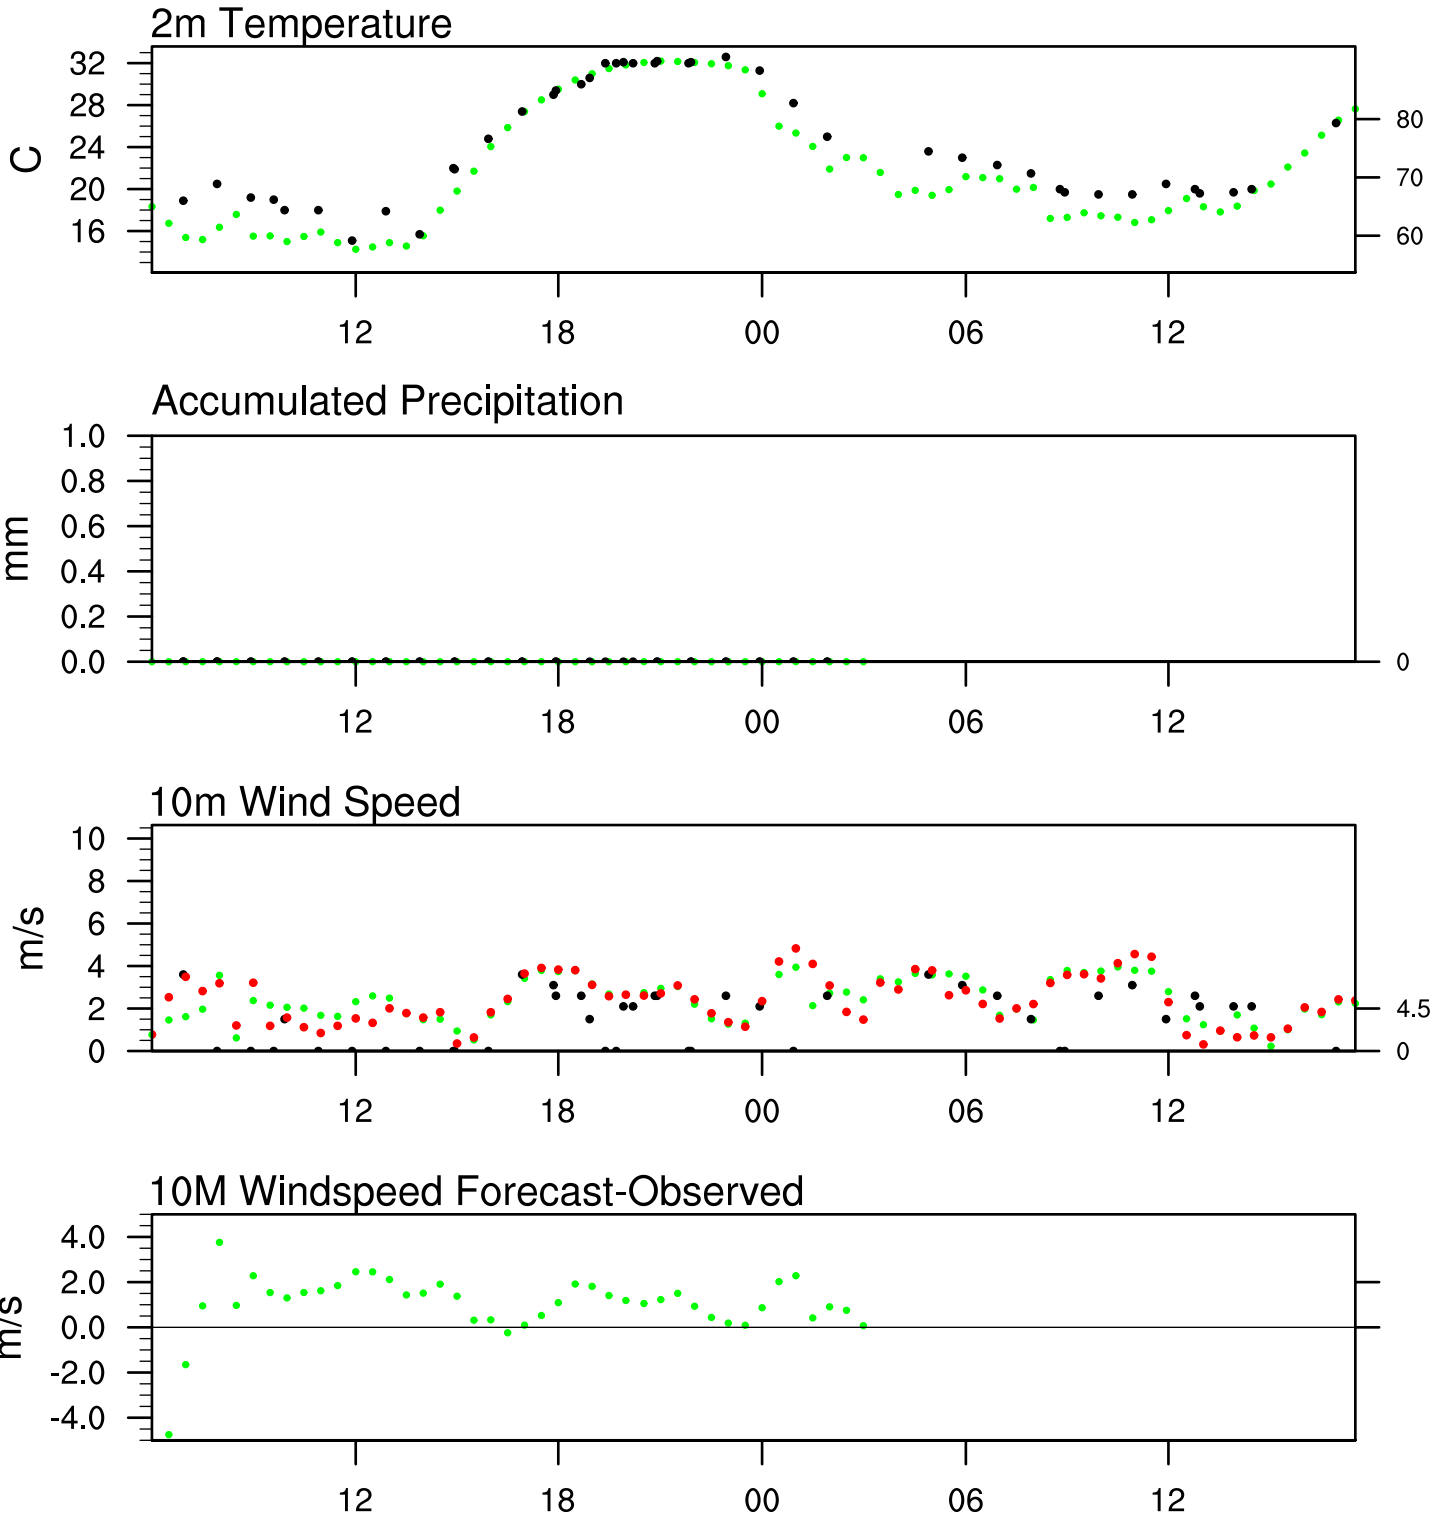 2m Temperature
C
32
28
24
20
16
80
70
60
12 18 00 06 12
Accumulated Precipitation
mm
1.0
0.8
0.6
0.4
0.2
0.0
0
12 18 00 06 12
10m Wind Speed
m/s
10
8
6
4
2
0
4.5
0
12 18 00 06 12
10M Windspeed Forecast-Observed
m/s
4.0
2.0
0.0
-2.0
-4.0
12 18 00 06 12